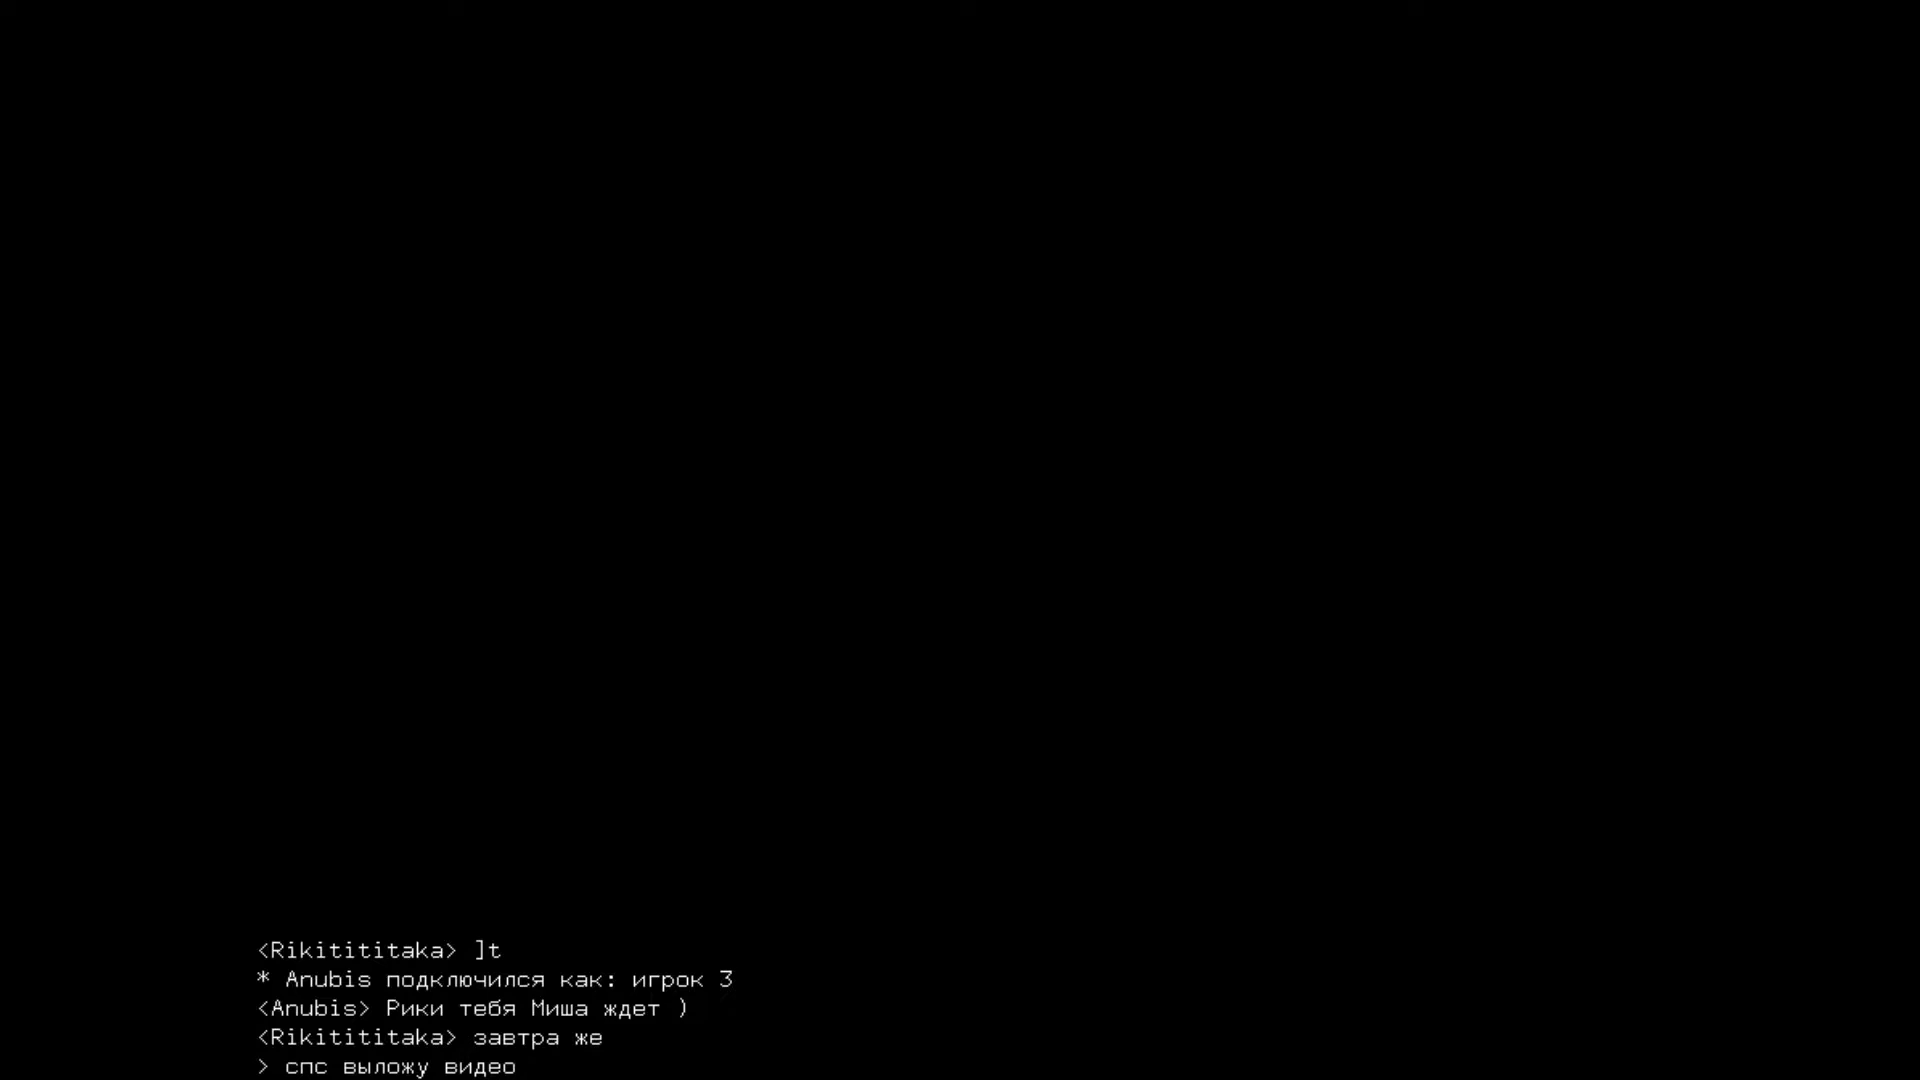 <Rikitititaka> ]t
* Anubis подключился как: игрок 3
<Anubis> Рики тебя Миша ждет )
<Rikitititaka> завтра же
> спс выложу видео